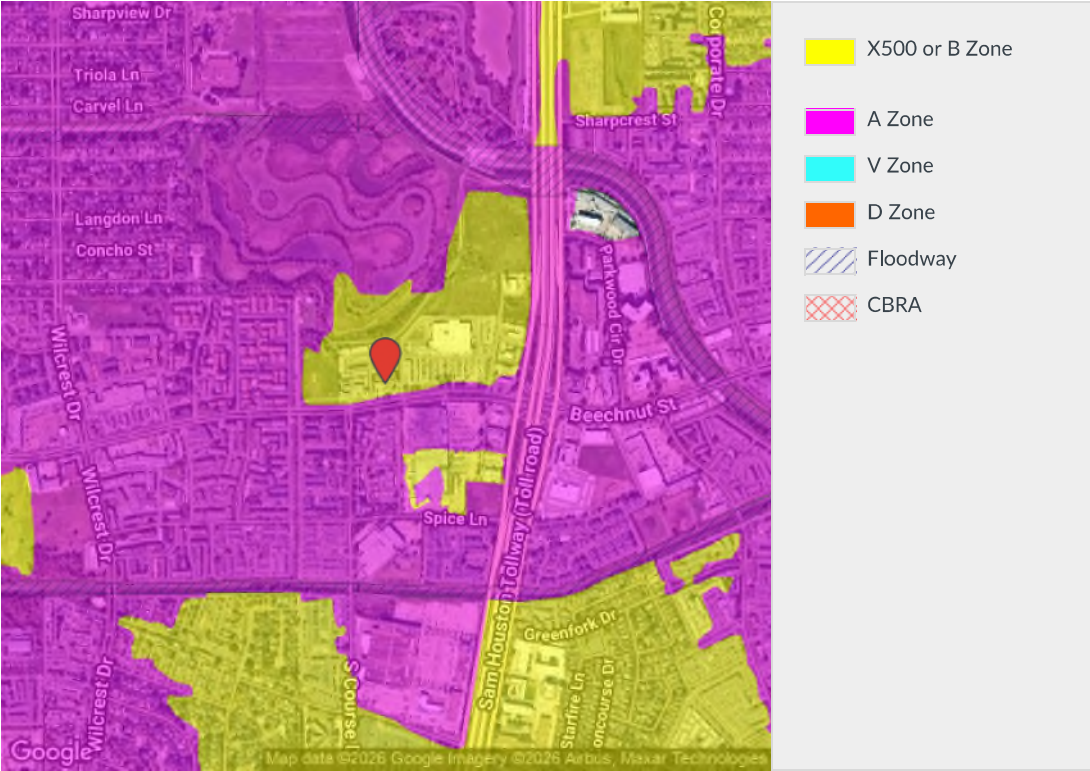 Sharpview Dr
Triola Ln
Carvel Ln
Corporate Dr
Sharpcrest St
Langdon Ln
Concho St
Parkwood Cir Dr
Wilcrest Dr
Beechnut St
Wilcrest Dr
Spice Ln
Sam Houston Tollway (Toll road)
Greenfork Dr
Wilcrest Dr
S Course
Starfire Ln
oncourse Dr
Google
Map data ©2026 Google Imagery ©2026 Airbus, Maxar Technologies
X500 or B Zone
A Zone
V Zone
D Zone
Floodway
CBRA